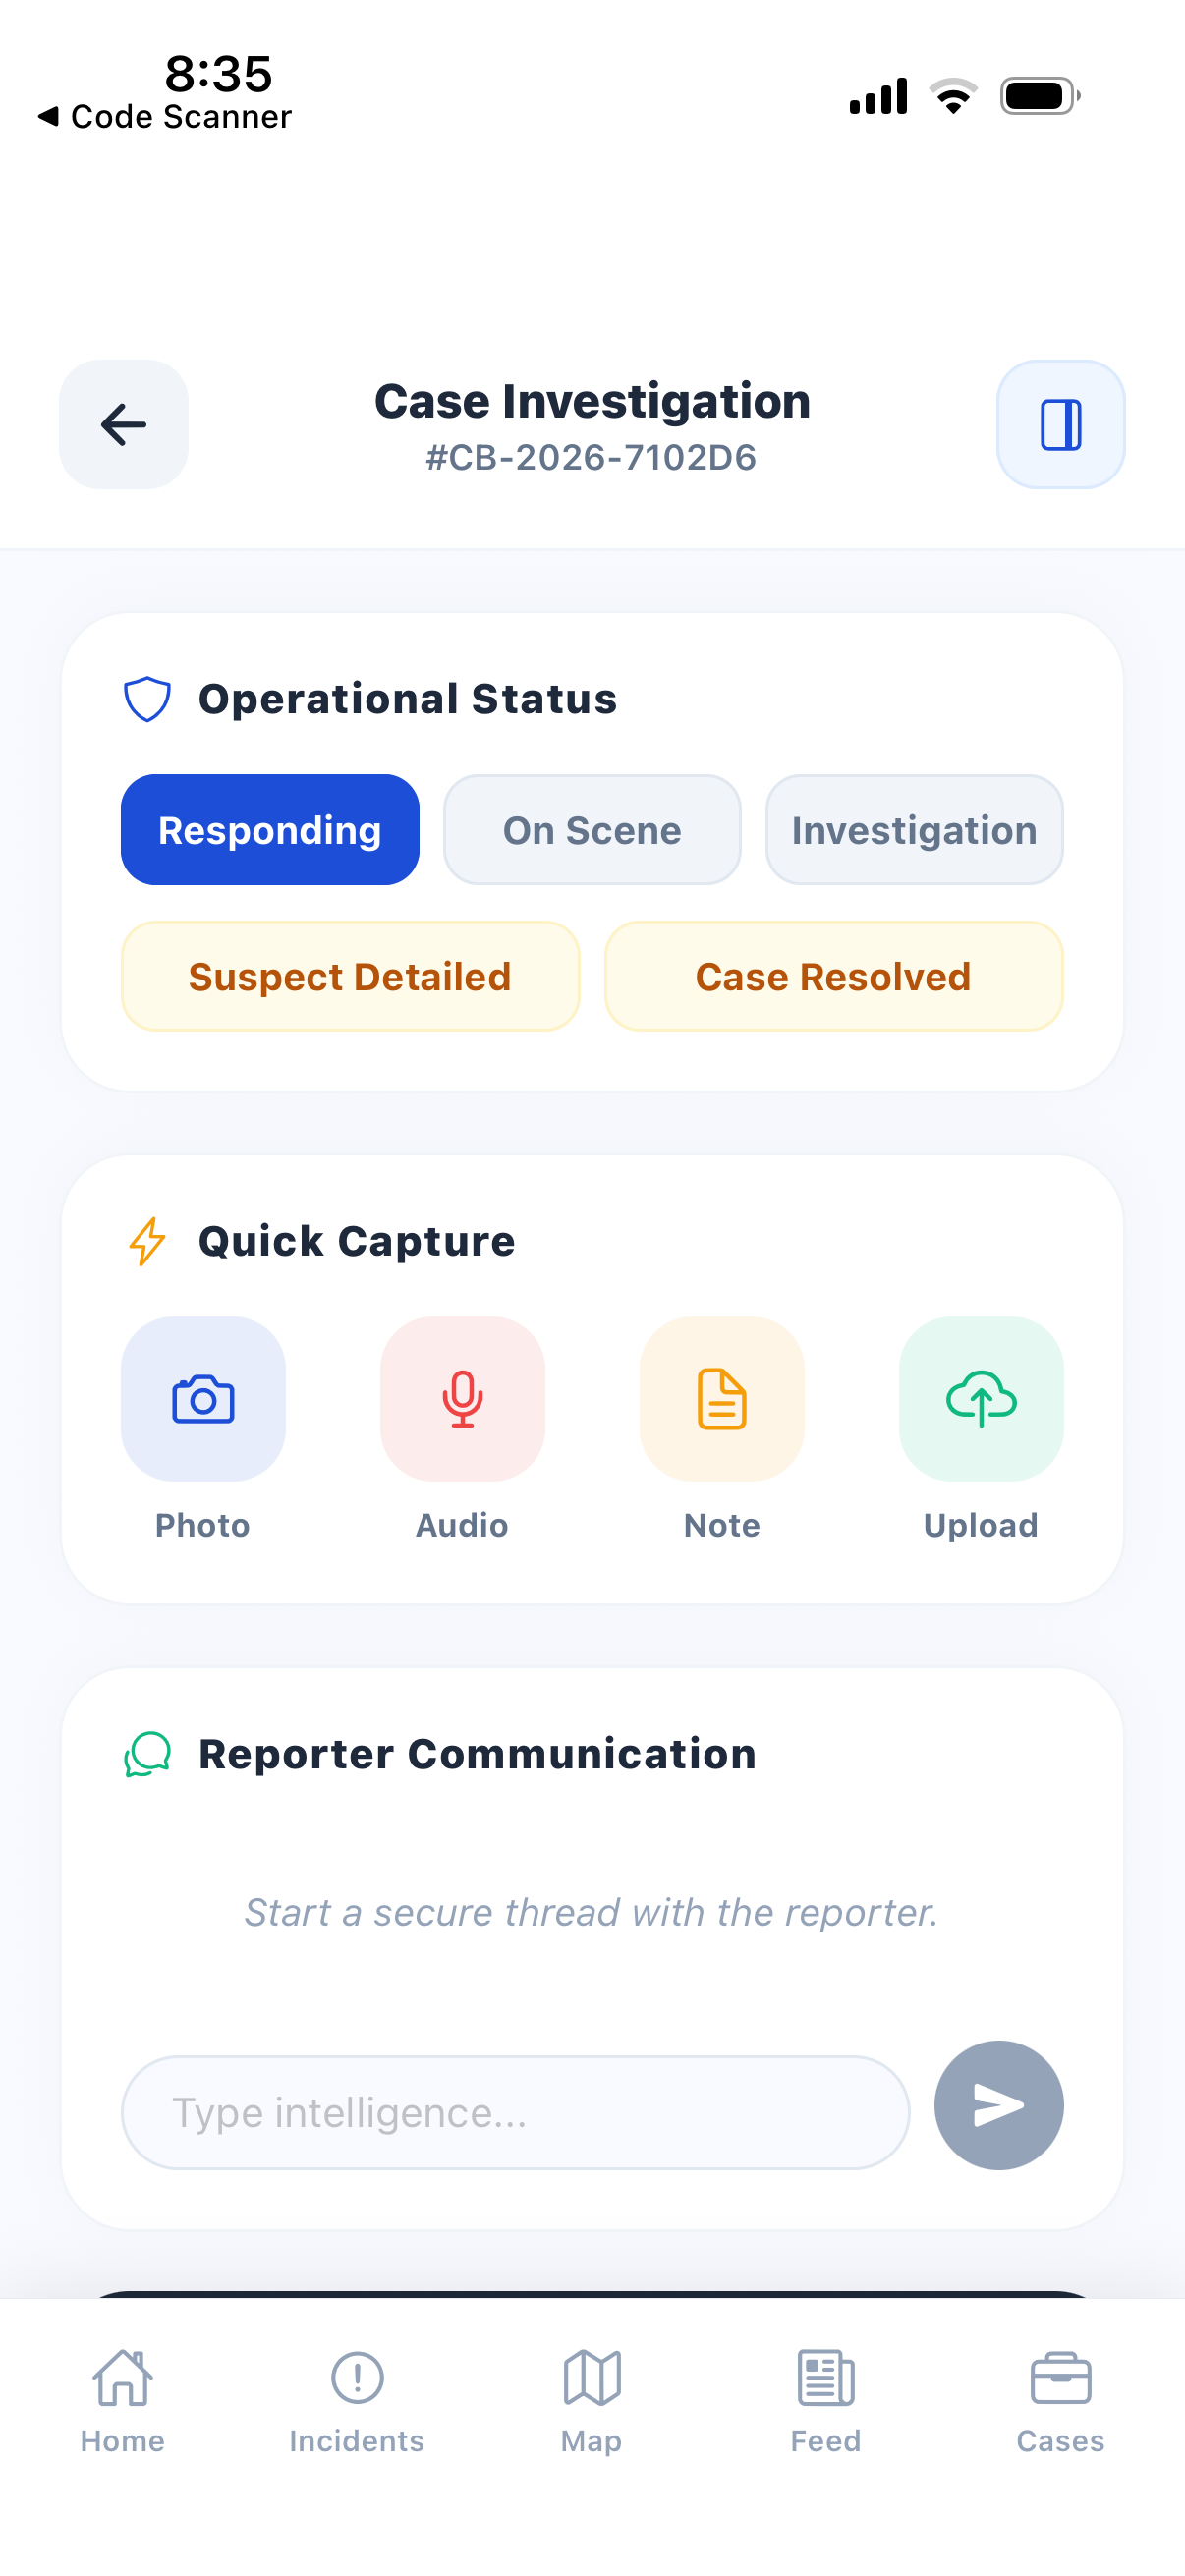 8:35
◀ Code Scanner
Case Investigation
#CB-2026-7102D6
Operational Status
Responding
On Scene
Investigation
Suspect Detailed
Case Resolved
Quick Capture
Photo
Audio
Note
Upload
Reporter Communication
Start a secure thread with the reporter.
Type intelligence...
Home
Incidents
Map
Feed
Cases